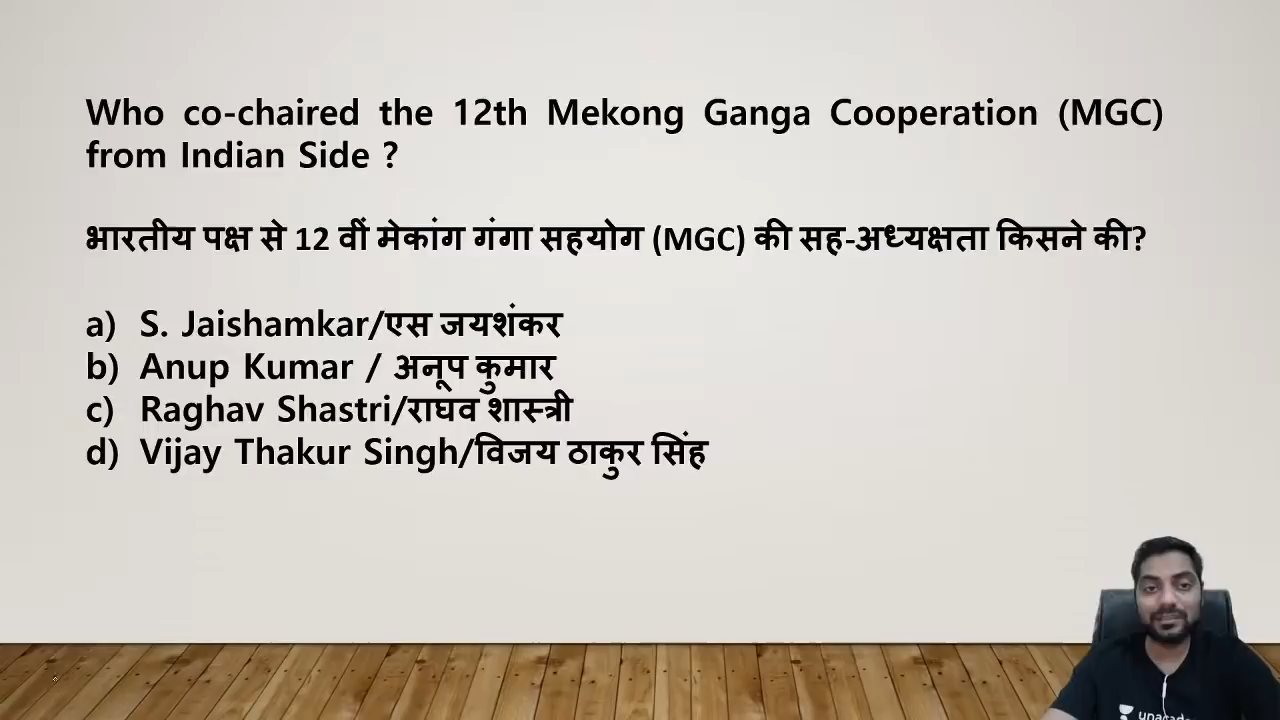 Who co-chaired the 12th Mekong Ganga Cooperation (MGC)
from Indian Side ?
भारतीय पक्ष से 12 वीं मेकांग गंगा सहयोग (MGC) की सह-अध्यक्षता किसने की?
a) S. Jaishamkar/एस जयशंकर
b) Anup Kumar / अनूप कुमार
c) Raghav Shastri/राघव शास्त्री
d) Vijay Thakur Singh/विजय ठाकुर सिंह